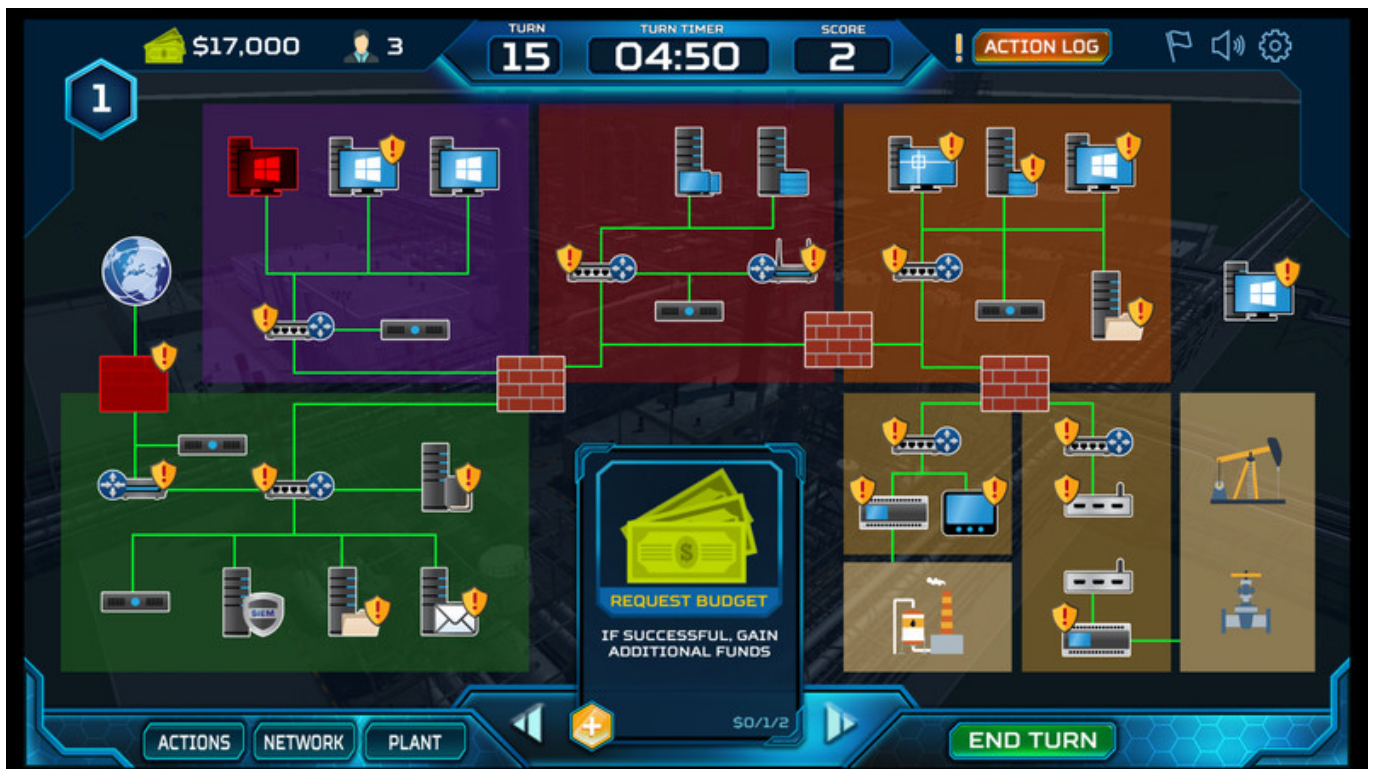 $17,000
3
TURN
15
TURN TIMER
04:50
SCORE
2
ACTION LOG
1
SIEM
REQUEST BUDGET
IF SUCCESSFUL, GAIN
ADDITIONAL FUNDS
$0/1/2
ACTIONS
NETWORK
PLANT
END TURN